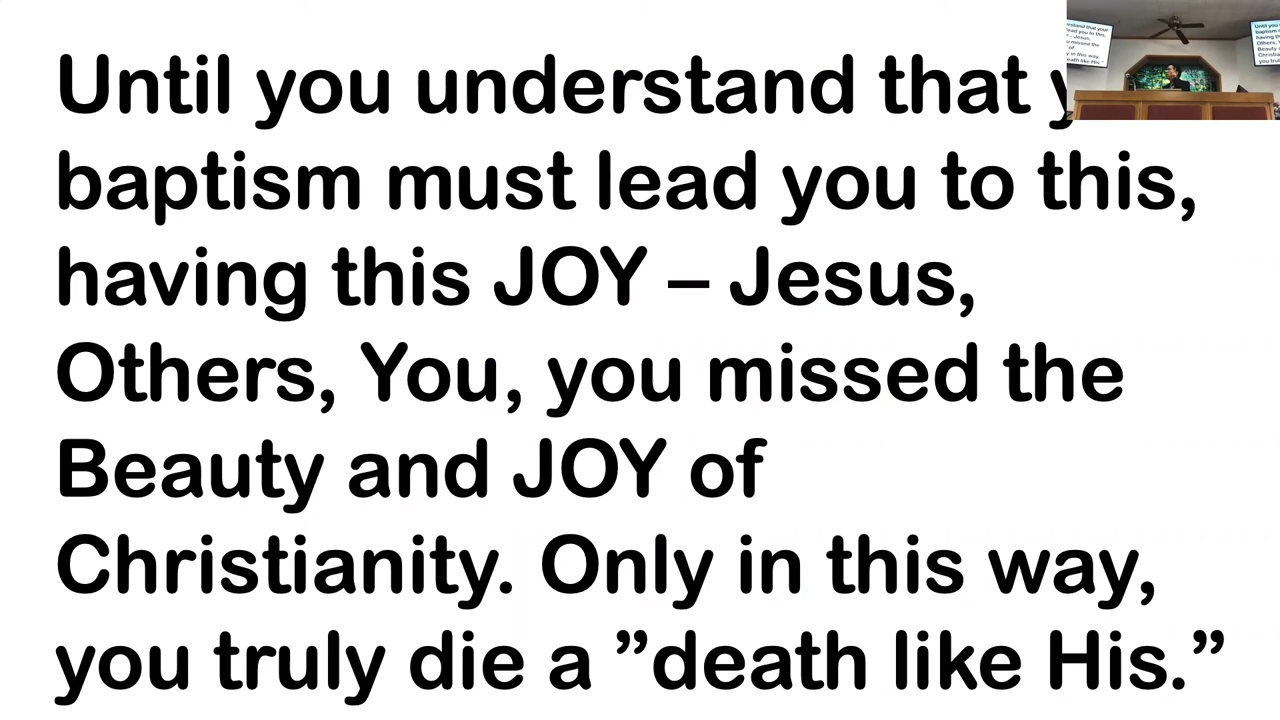 Until you understand that
baptism must lead you to this,
having this JOY – Jesus,
Others, You, you missed the
Beauty and JOY of
Christianity. Only in this way,
you truly die a ”death like His.”